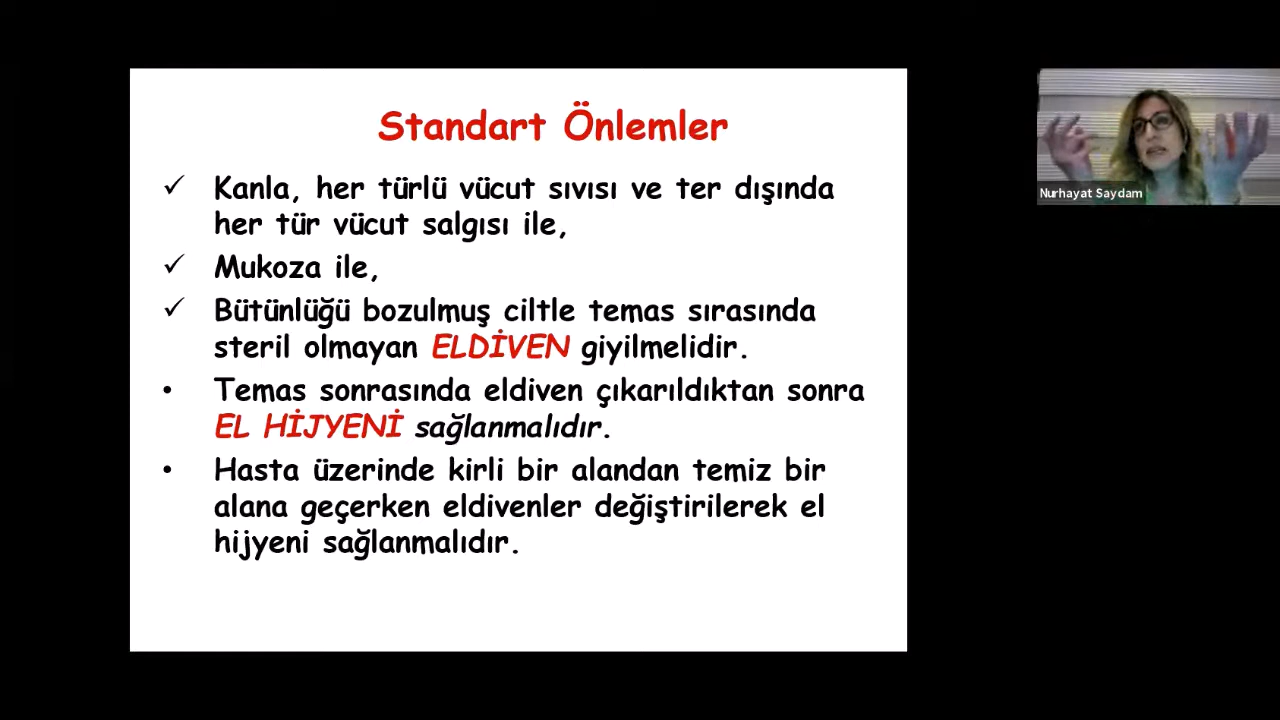 Standart Önlemler
✓ Kanla, her türlü vücut sıvısı ve ter dışında
her tür vücut salgısı ile,
✓ Mukoza ile,
✓ Bütünlüğü bozulmuş ciltle temas sırasında
steril olmayan ELDİVEN giyilmelidir.
• Temas sonrasında eldiven çıkarıldıktan sonra
EL HİJYENİ sağlanmalıdır.
• Hasta üzerinde kirli bir alandan temiz bir
alana geçerken eldivenler değiştirilerek el
hijyeni sağlanmalıdır.
Nurhayat Saydam